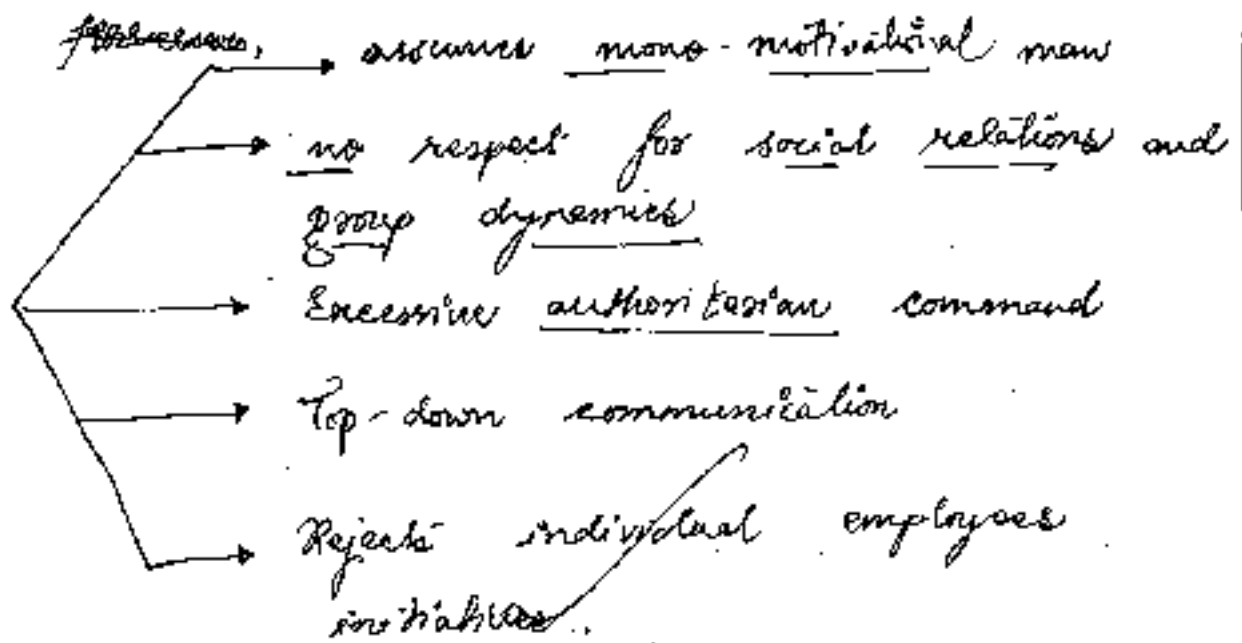 assumes mono-motivational man
no respect for social relations and
group dynamics
Excessive authoritarian command
Top-down communication
Rejects individual employees
initiatives..